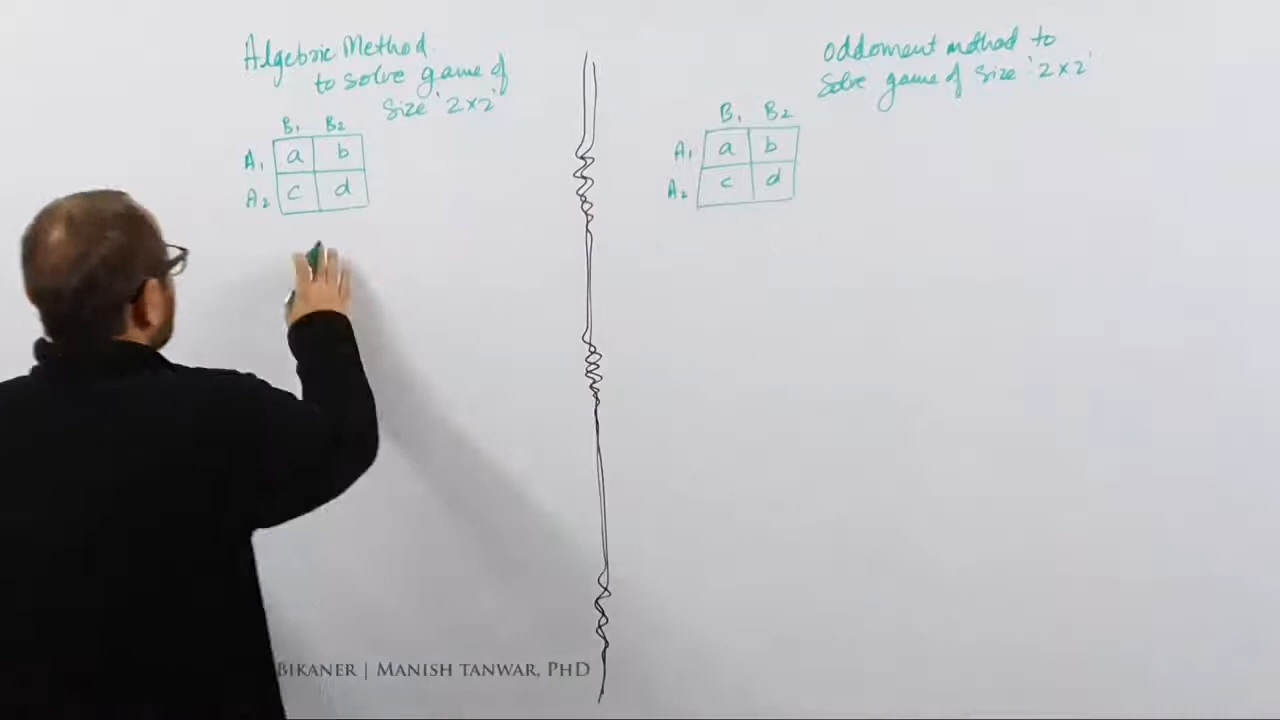 Algebric Method
to solve game of
size '2×2'
B1 B2
A1 a b
A2 c d
Oddoment method to
Solve game of Size '2×2'
B1 B2
A1 a b
A2 c d
BIKANER | MANISH TANWAR, PHD